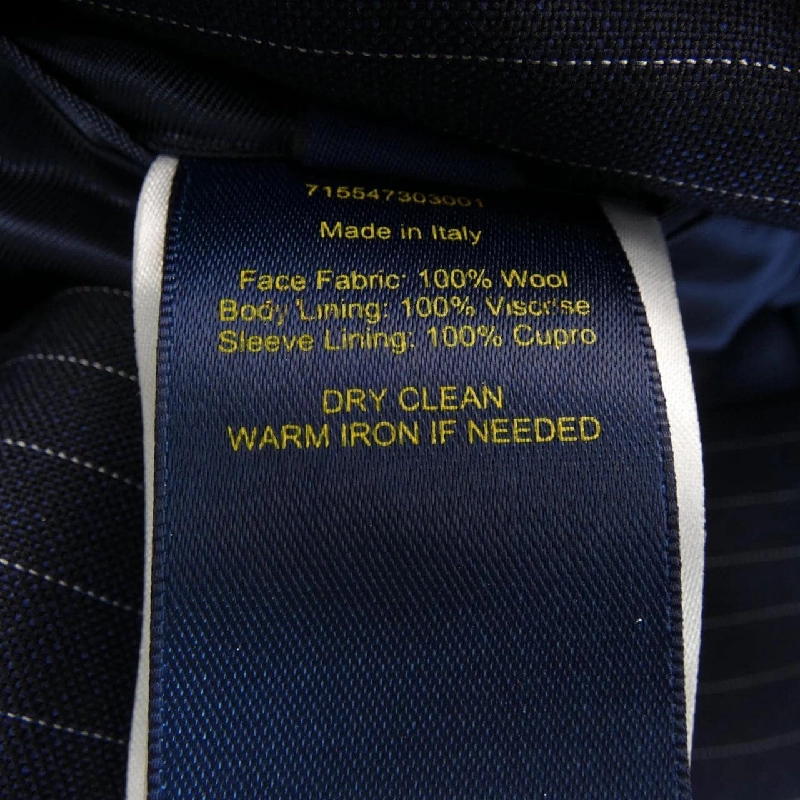 715547303001
Made in Italy
Face Fabric: 100% Wool
Body Lining: 100% Viscose
Sleeve Lining: 100% Cupro
DRY CLEAN
WARM IRON IF NEEDED